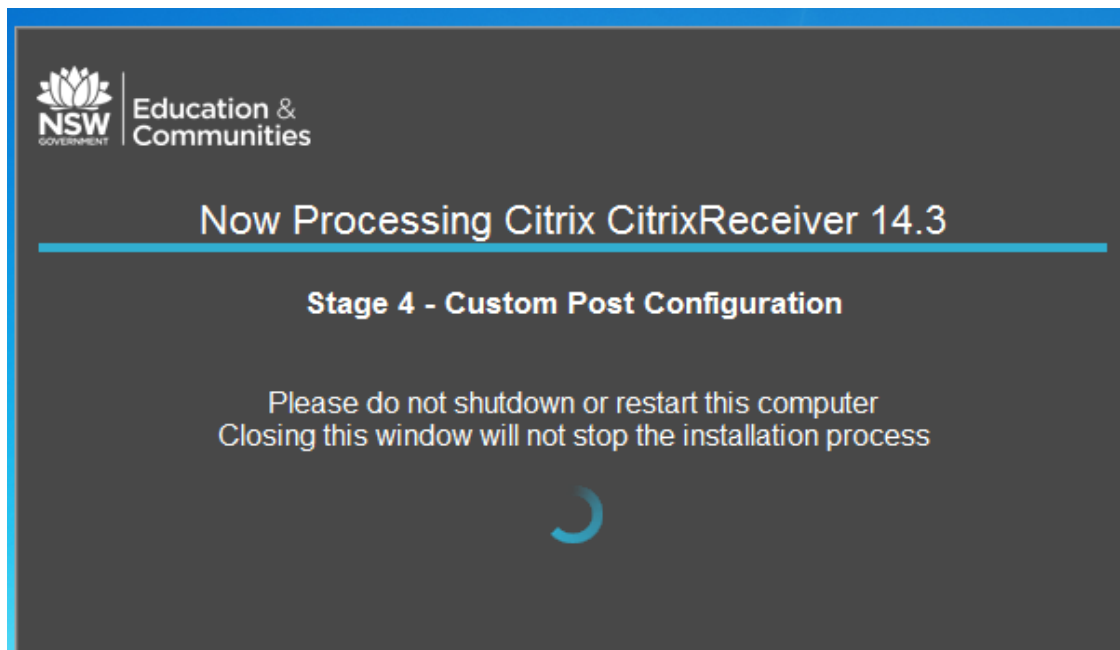 NSW
GOVERNMENT
Education &
Communities
Now Processing Citrix CitrixReceiver 14.3
Stage 4 - Custom Post Configuration
Please do not shutdown or restart this computer
Closing this window will not stop the installation process